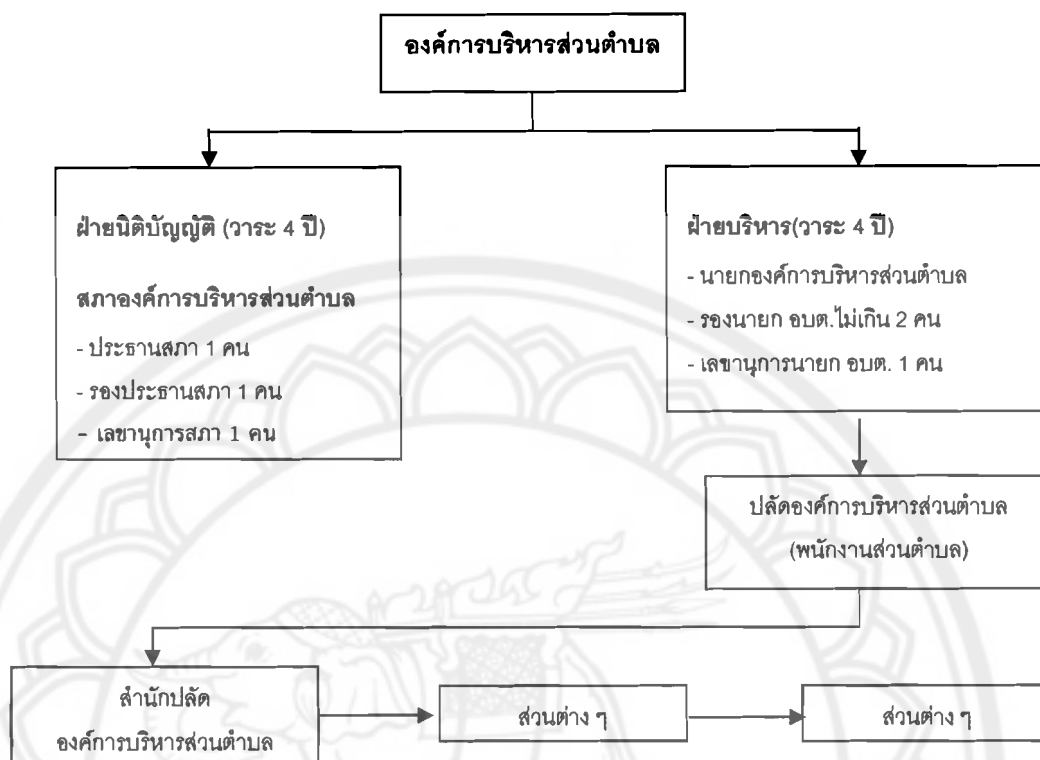 องค์การบริหารส่วนตำบล
ฝ่ายนิติบัญญัติ (วาระ 4 ปี)
สภาองค์การบริหารส่วนตำบล
- ประธานสภา 1 คน
- รองประธานสภา 1 คน
- เลขานุการสภา 1 คน
ฝ่ายบริหาร(วาระ 4 ปี)
- นายกองค์การบริหารส่วนตำบล
- รองนายก อบต.ไม่เกิน 2 คน
- เลขานุการนายก อบต. 1 คน
ปลัดองค์การบริหารส่วนตำบล
(พนักงานส่วนตำบล)
สำนักปลัด
องค์การบริหารส่วนตำบล
ส่วนต่าง ๆ
ส่วนต่าง ๆ